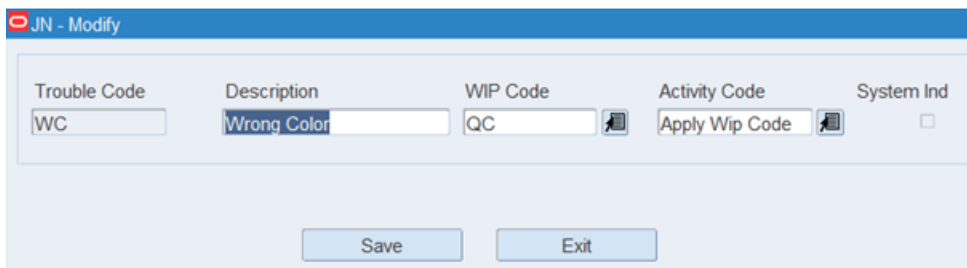 JN - Modify
Trouble Code Description WIP Code Activity Code System Ind
WC Wrong Color QC Apply Wip Code
Save Exit